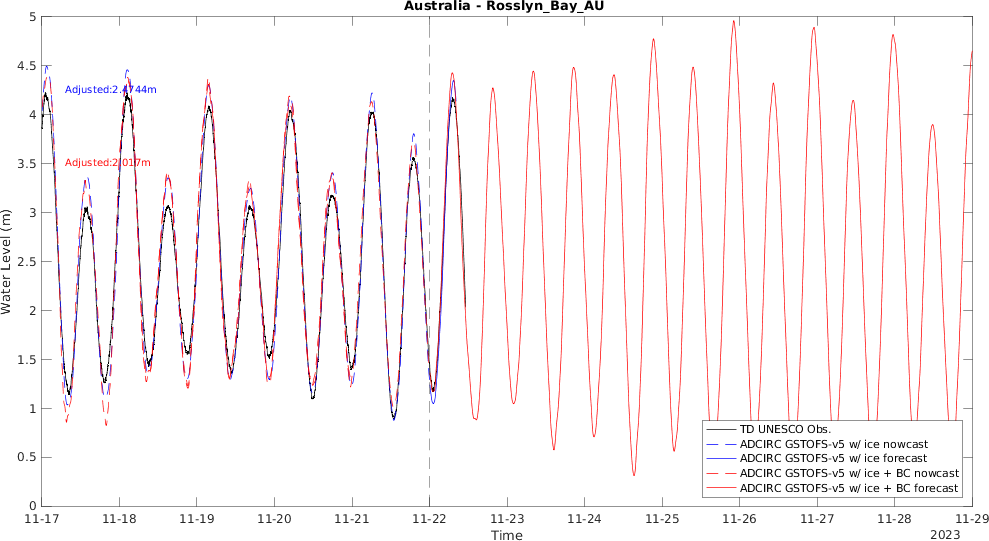 Australia - Rosslyn_Bay_AU
5
4.5
4
3.5
3
2.5
2
1.5
1
0.5
0
Water Level (m)
Adjusted:2.4744m
Adjusted:2.017m
TD UNESCO Obs.
ADCIRC GSTOFS-v5 w/ ice nowcast
ADCIRC GSTOFS-v5 w/ ice forecast
ADCIRC GSTOFS-v5 w/ ice + BC nowcast
ADCIRC GSTOFS-v5 w/ ice + BC forecast
11-17 11-18 11-19 11-20 11-21 11-22 11-23 11-24 11-25 11-26 11-27 11-28 11-29
Time
2023